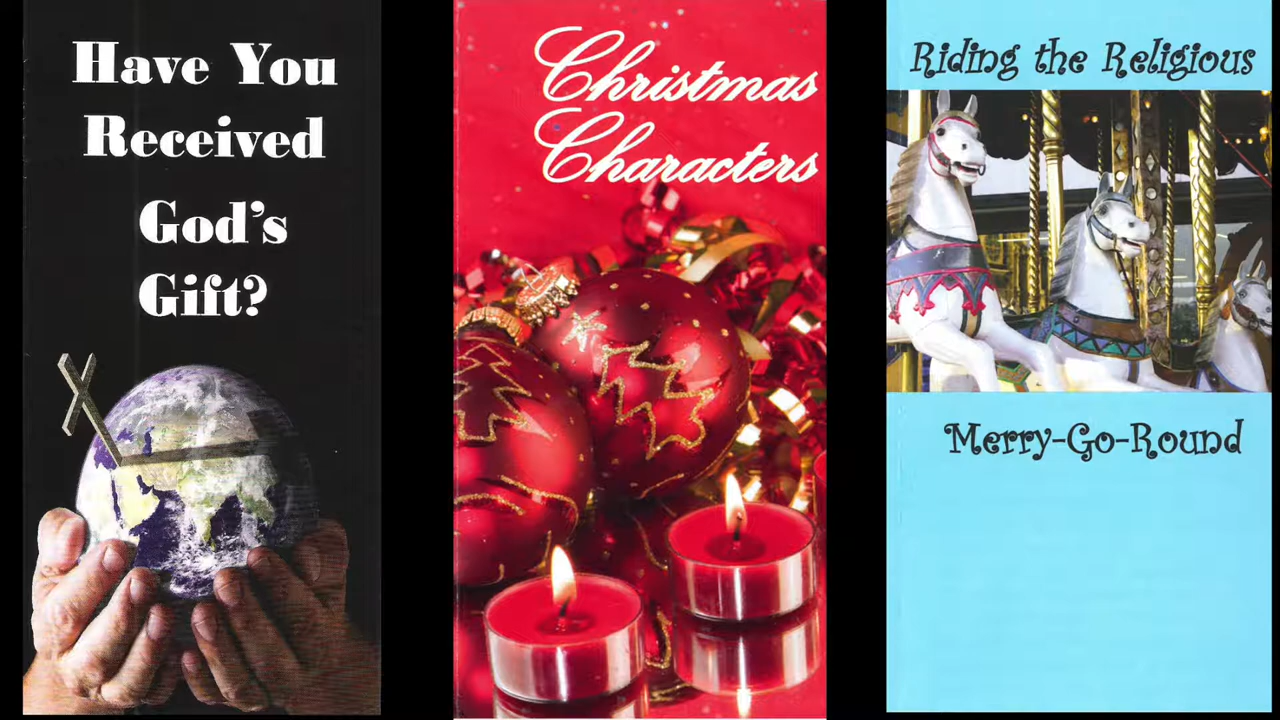 Have You
Received
God's
Gift?
Christmas
Characters
Riding the Religious
Merry-Go-Round